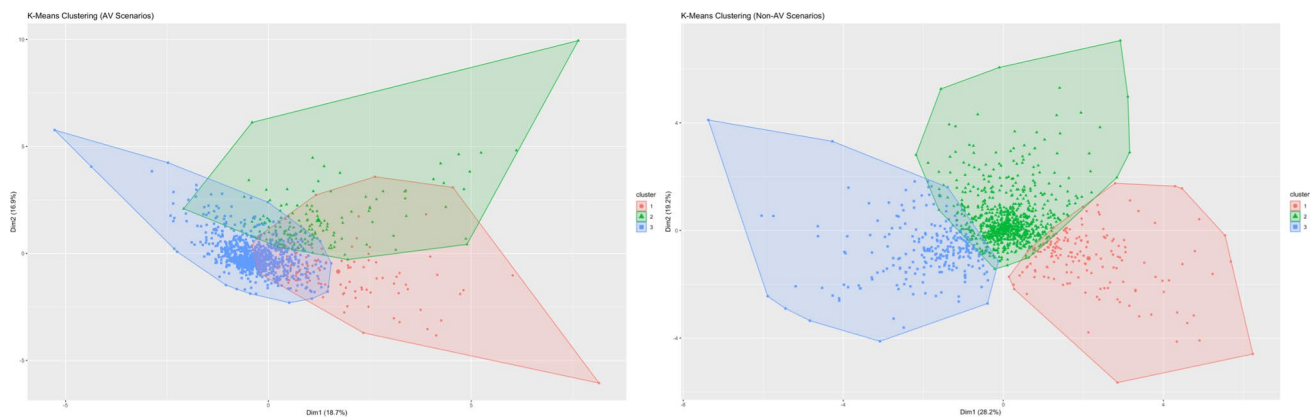 K-Means Clustering (AV Scenarios)
10
5
0
-5
Dim2 (16.9%)
-5
0
5
Dim1 (18.7%)
cluster
1
2
3
K-Means Clustering (Non-AV Scenarios)
4
0
-4
Dim2 (19.2%)
-8
-4
0
4
Dim1 (28.2%)
cluster
1
2
3